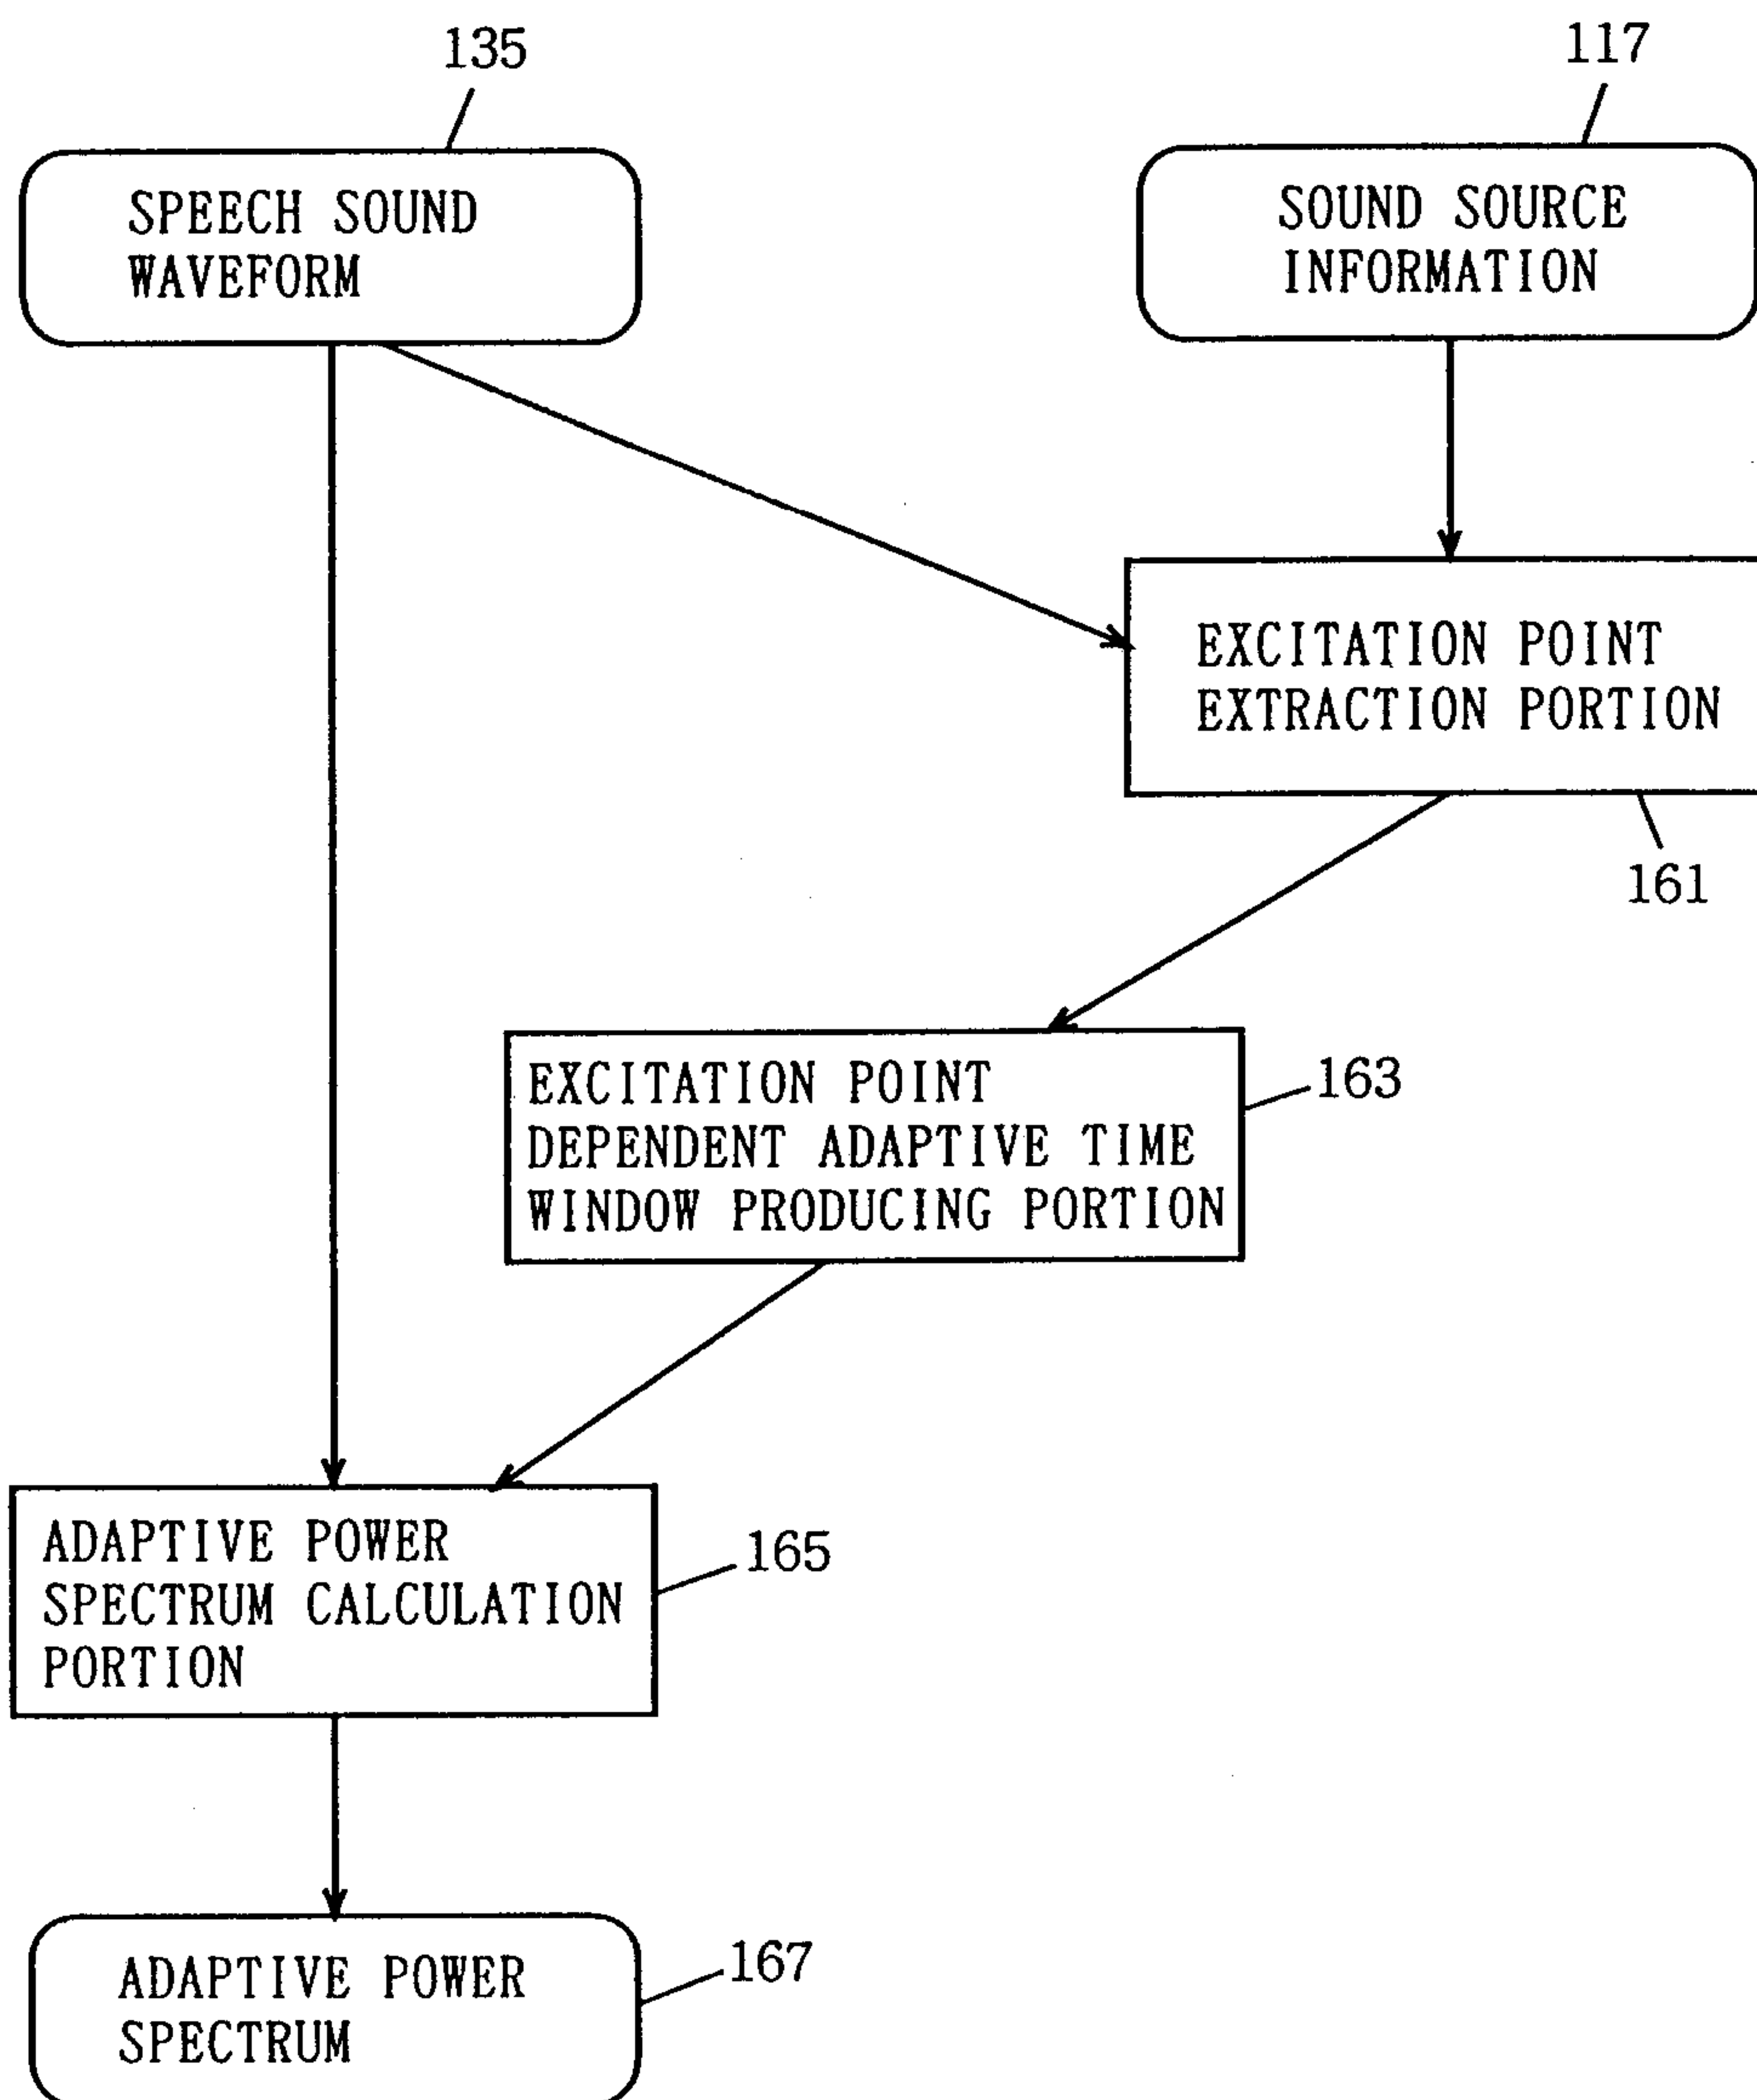 135
117
SPEECH SOUND
WAVEFORM
SOUND SOURCE
INFORMATION
EXCITATION POINT
EXTRACTION PORTION
161
EXCITATION POINT
DEPENDENT ADAPTIVE TIME
WINDOW PRODUCING PORTION
163
ADAPTIVE POWER
SPECTRUM CALCULATION
PORTION
165
ADAPTIVE POWER
SPECTRUM
167